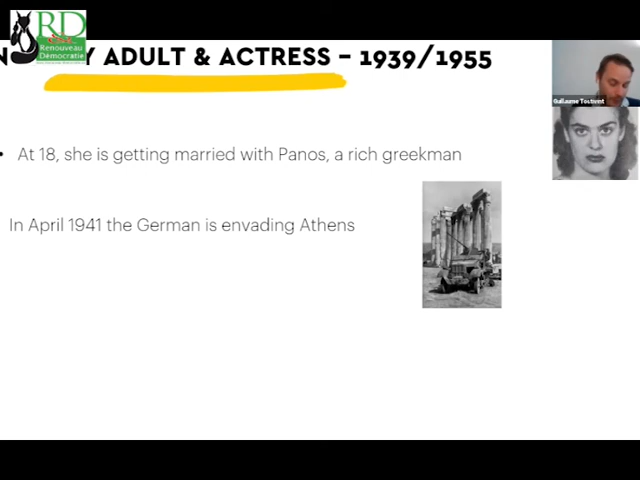 RD
Renouveau
Démocratie
ADULT & ACTRESS – 1939/1955
Guillaume Tostivint
• At 18, she is getting married with Panos, a rich greekman
In April 1941 the German is envading Athens